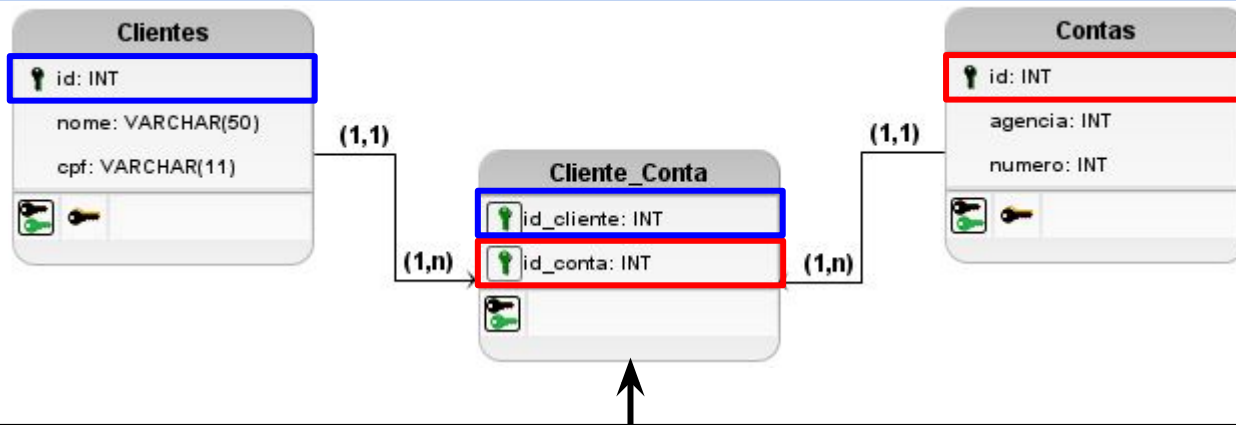 Clientes
id: INT
nome: VARCHAR(50)
cpf: VARCHAR(11)
(1,1)
(1,n)
Cliente_Conta
id_cliente: INT
id_conta: INT
(1,1)
(1,n)
Contas
id: INT
agencia: INT
numero: INT